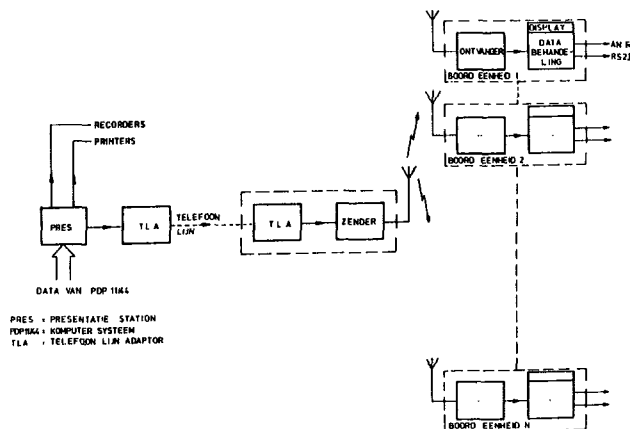 DISPLAY
ONTVANGER
DATA
BEHANDE
LING
RS232
BOORD EENHEID
RECORDERS
PRINTERS
BOORD EENHEID 2
PRES
TLA
TELEFOON
LIJN
TLA
ZENDER
DATA VAN PDP 11/44
PRES = PRESENTATIE STATION
PDP11/44 = KOMPUTER SYSTEEM
TLA = TELEFOON LIJN ADAPTOR
BOORD EENHEID N